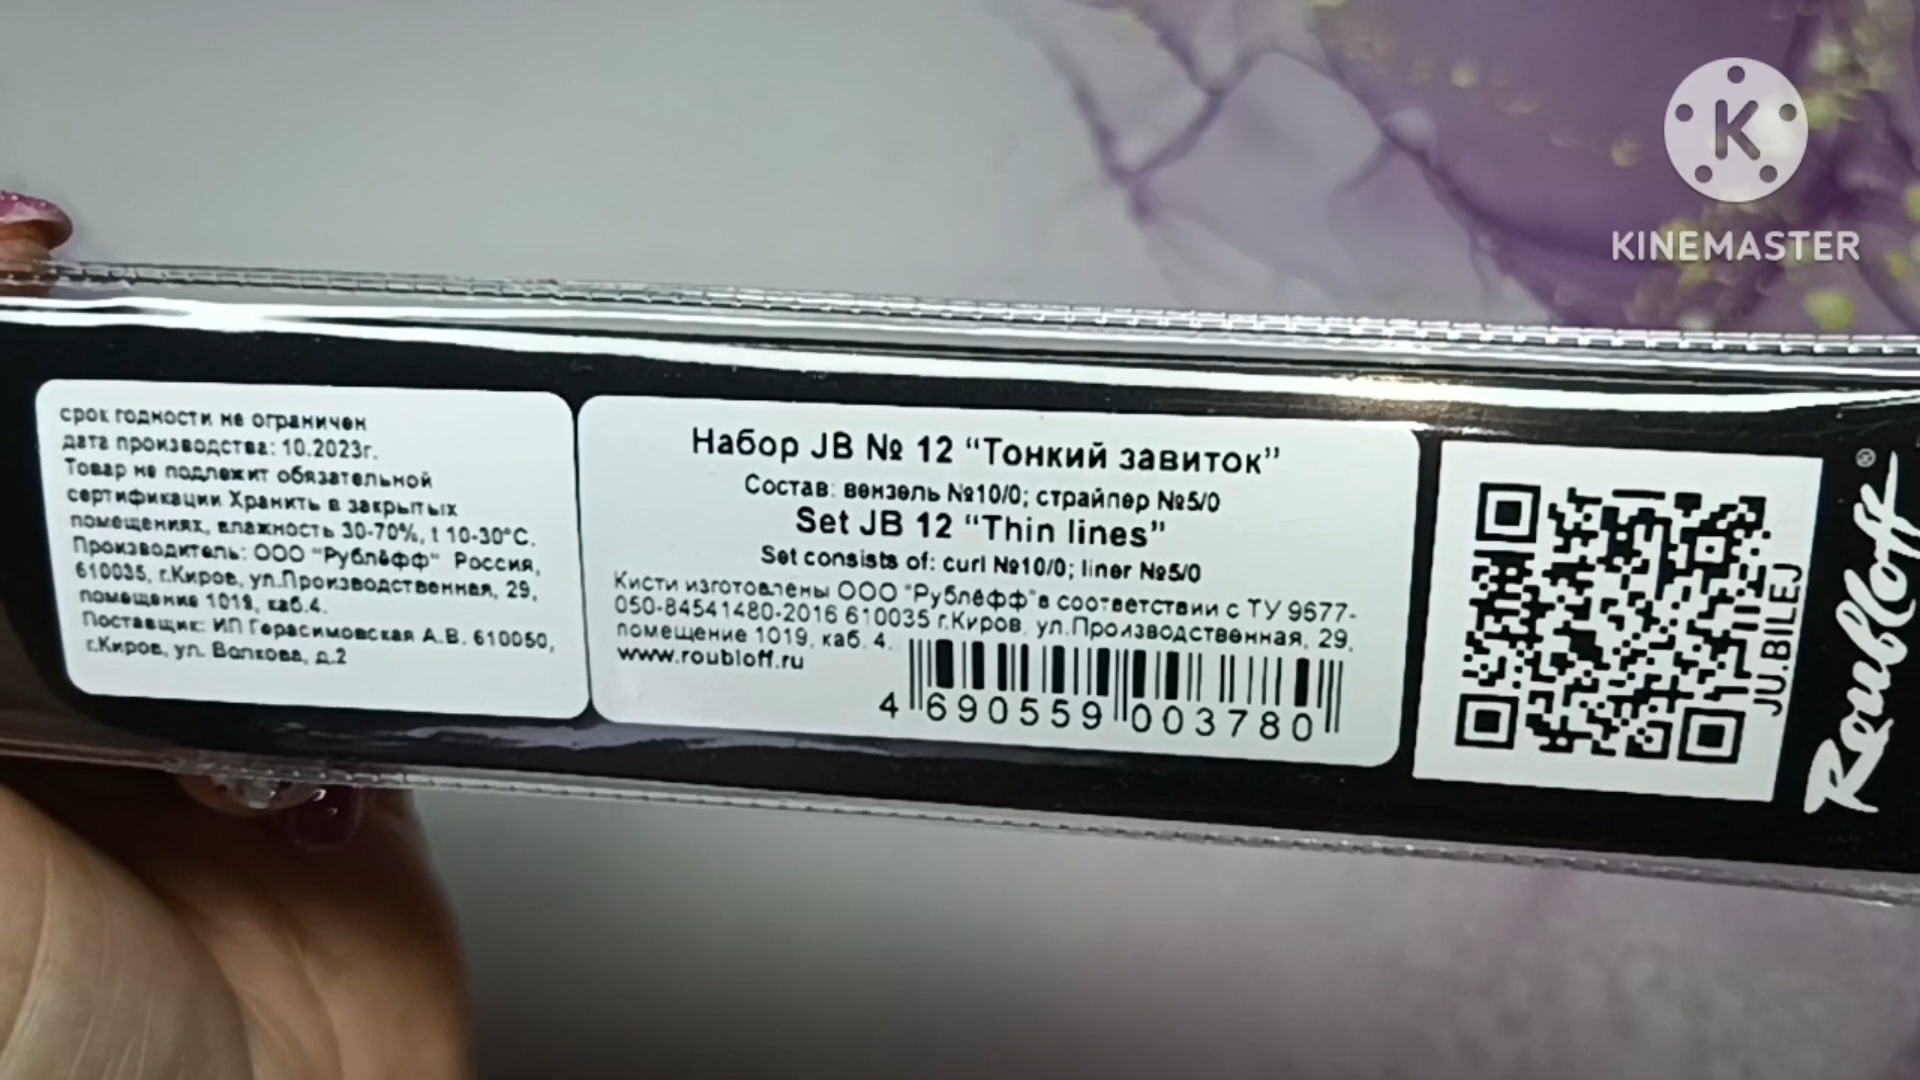 срок годности не ограничен
дата производства: 10.2023г.
Товар не подлежит обязательной
сертификации Хранить в закрытых
помещениях, влажность 30-70%, t 10-30°C.
Производитель: ООО "Рублёфф" Россия,
610035, г.Киров, ул.Производственная, 29,
помещение 1019, каб.4.
Поставщик: ИП Герасимовская А.В. 610050,
г.Киров, ул. Волкова, д.2
Набор JB № 12 “Тонкий завиток”
Состав: вензель №10/0; страйпер №5/0
Set JB 12 “Thin lines”
Set consists of: curl №10/0; liner №5/0
Кисти изготовлены ООО "Рублёфф"в соответствии с ТУ 9677-
050-84541480-2016 610035 г.Киров, ул.Производственная, 29,
помещение 1019, каб. 4.
www.roubloff.ru
4 690559 003780
JU.BILEJ
Roubloff®
K
KINEMASTER